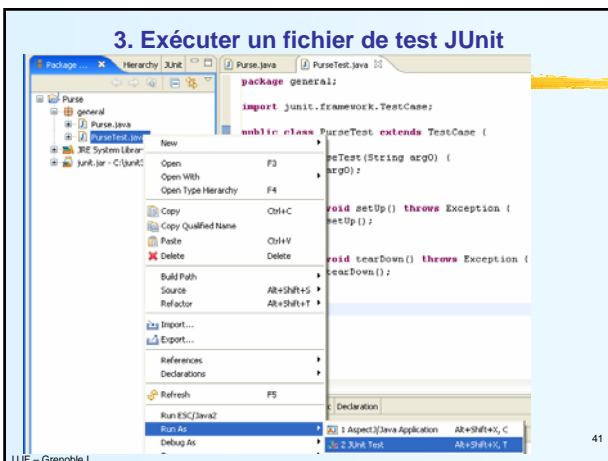 3. Exécuter un fichier de test JUnit
Package ... Hierarchy JUnit
Purse
general
Purse.java
PurseTest.java
JRE System Librar
junit.jar - C:\junit3
Purse.java PurseTest.java
package general;
import junit.framework.TestCase;
public class PurseTest extends TestCase {
seTest(String arg0) {
arg0);
void setUp() throws Exception {
setUp();
void tearDown() throws Exception {
tearDown();
New
Open F3
Open With
Open Type Hierarchy F4
Copy Ctrl+C
Copy Qualified Name
Paste Ctrl+V
Delete Delete
Build Path
Source Alt+Shift+S
Refactor Alt+Shift+T
Import...
Export...
References
Declarations
Refresh F5
Run ESC/Java2
Run As
Debug As
Declaration
1 AspectJ/Java Application Alt+Shift+X, C
2 JUnit Test Alt+Shift+X, T
41
UJF – Grenoble I